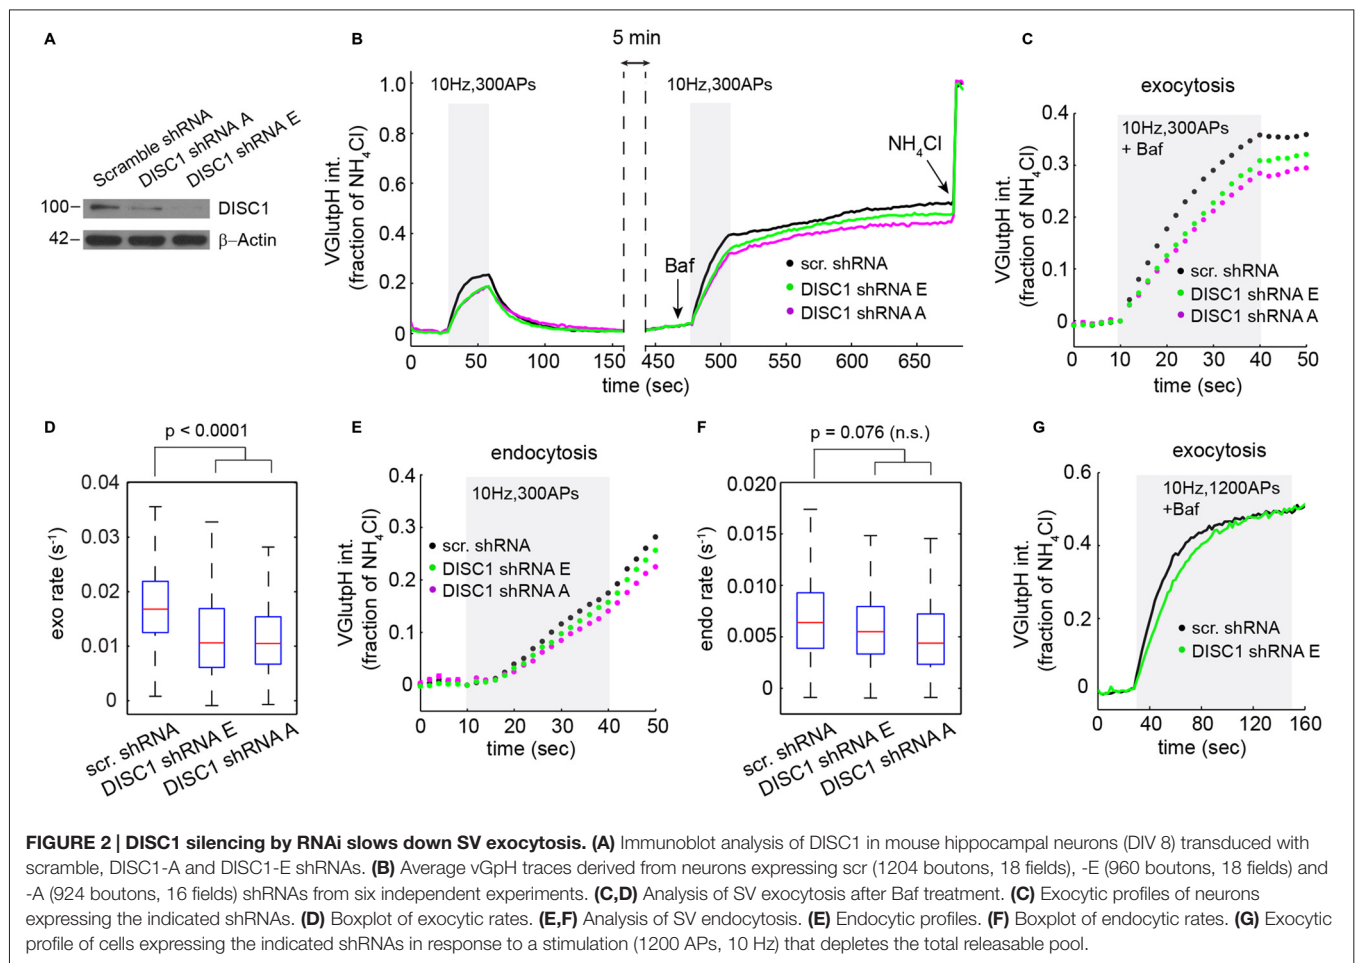 A
Scramble shRNA
DISC1 shRNA A
DISC1 shRNA E
100
DISC1
42
β–Actin
B
5 min
10Hz,300APs
10Hz,300APs
VGlutpH int.
(fraction of NH4Cl)
1.0
0.8
0.6
0.4
0.2
0
NH4Cl
Baf
scr. shRNA
DISC1 shRNA E
DISC1 shRNA A
0 50 100 150 450 500 600 650
time (sec)
C
exocytosis
10Hz,300APs
+ Baf
VGlutpH int.
(fraction of NH4Cl)
0.4
0.3
0.2
0.1
0
scr. shRNA
DISC1 shRNA E
DISC1 shRNA A
0 10 20 30 40 50
time (sec)
D
p < 0.0001
exo rate (s-1)
0.04
0.03
0.02
0.01
0
scr. shRNA
DISC1 shRNA E
DISC1 shRNA A
E
endocytosis
10Hz,300APs
VGlutpH int.
(fraction of NH4Cl)
0.4
0.3
0.2
0.1
0
scr. shRNA
DISC1 shRNA E
DISC1 shRNA A
0 10 20 30 40 50
time (sec)
F
p = 0.076 (n.s.)
endo rate (s-1)
0.020
0.015
0.010
0.005
0
scr. shRNA
DISC1 shRNA E
DISC1 shRNA A
G
exocytosis
10Hz,1200APs
+Baf
VGlutpH int.
(fraction of NH4Cl)
0.6
0.4
0.2
0
scr. shRNA
DISC1 shRNA E
0 40 80 120 160
time (sec)
FIGURE 2 | DISC1 silencing by RNAi slows down SV exocytosis. (A) Immunoblot analysis of DISC1 in mouse hippocampal neurons (DIV 8) transduced with
scramble, DISC1-A and DISC1-E shRNAs. (B) Average vGpH traces derived from neurons expressing scr (1204 boutons, 18 fields), -E (960 boutons, 18 fields) and
-A (924 boutons, 16 fields) shRNAs from six independent experiments. (C,D) Analysis of SV exocytosis after Baf treatment. (C) Exocytic profiles of neurons
expressing the indicated shRNAs. (D) Boxplot of exocytic rates. (E,F) Analysis of SV endocytosis. (E) Endocytic profiles. (F) Boxplot of endocytic rates. (G) Exocytic
profile of cells expressing the indicated shRNAs in response to a stimulation (1200 APs, 10 Hz) that depletes the total releasable pool.